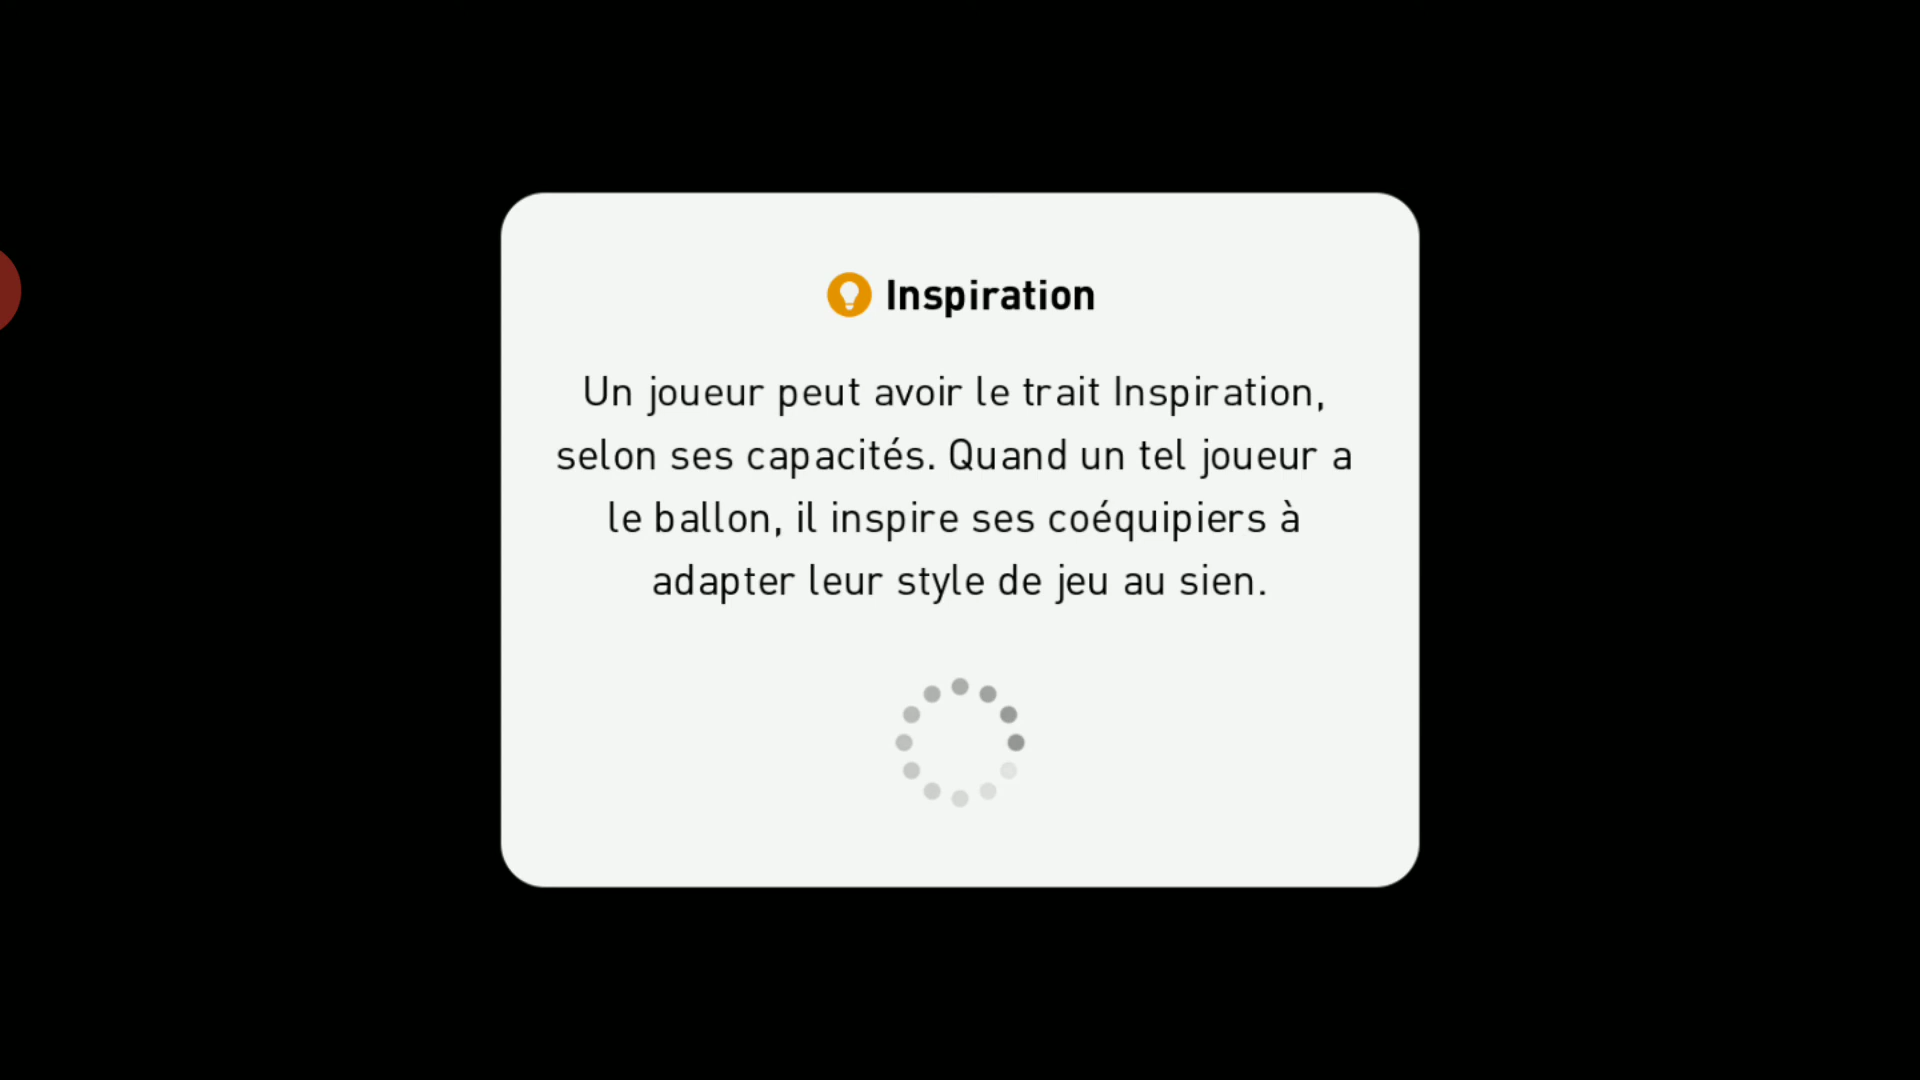 Inspiration
Un joueur peut avoir le trait Inspiration,
selon ses capacités. Quand un tel joueur a
le ballon, il inspire ses coéquipiers à
adapter leur style de jeu au sien.